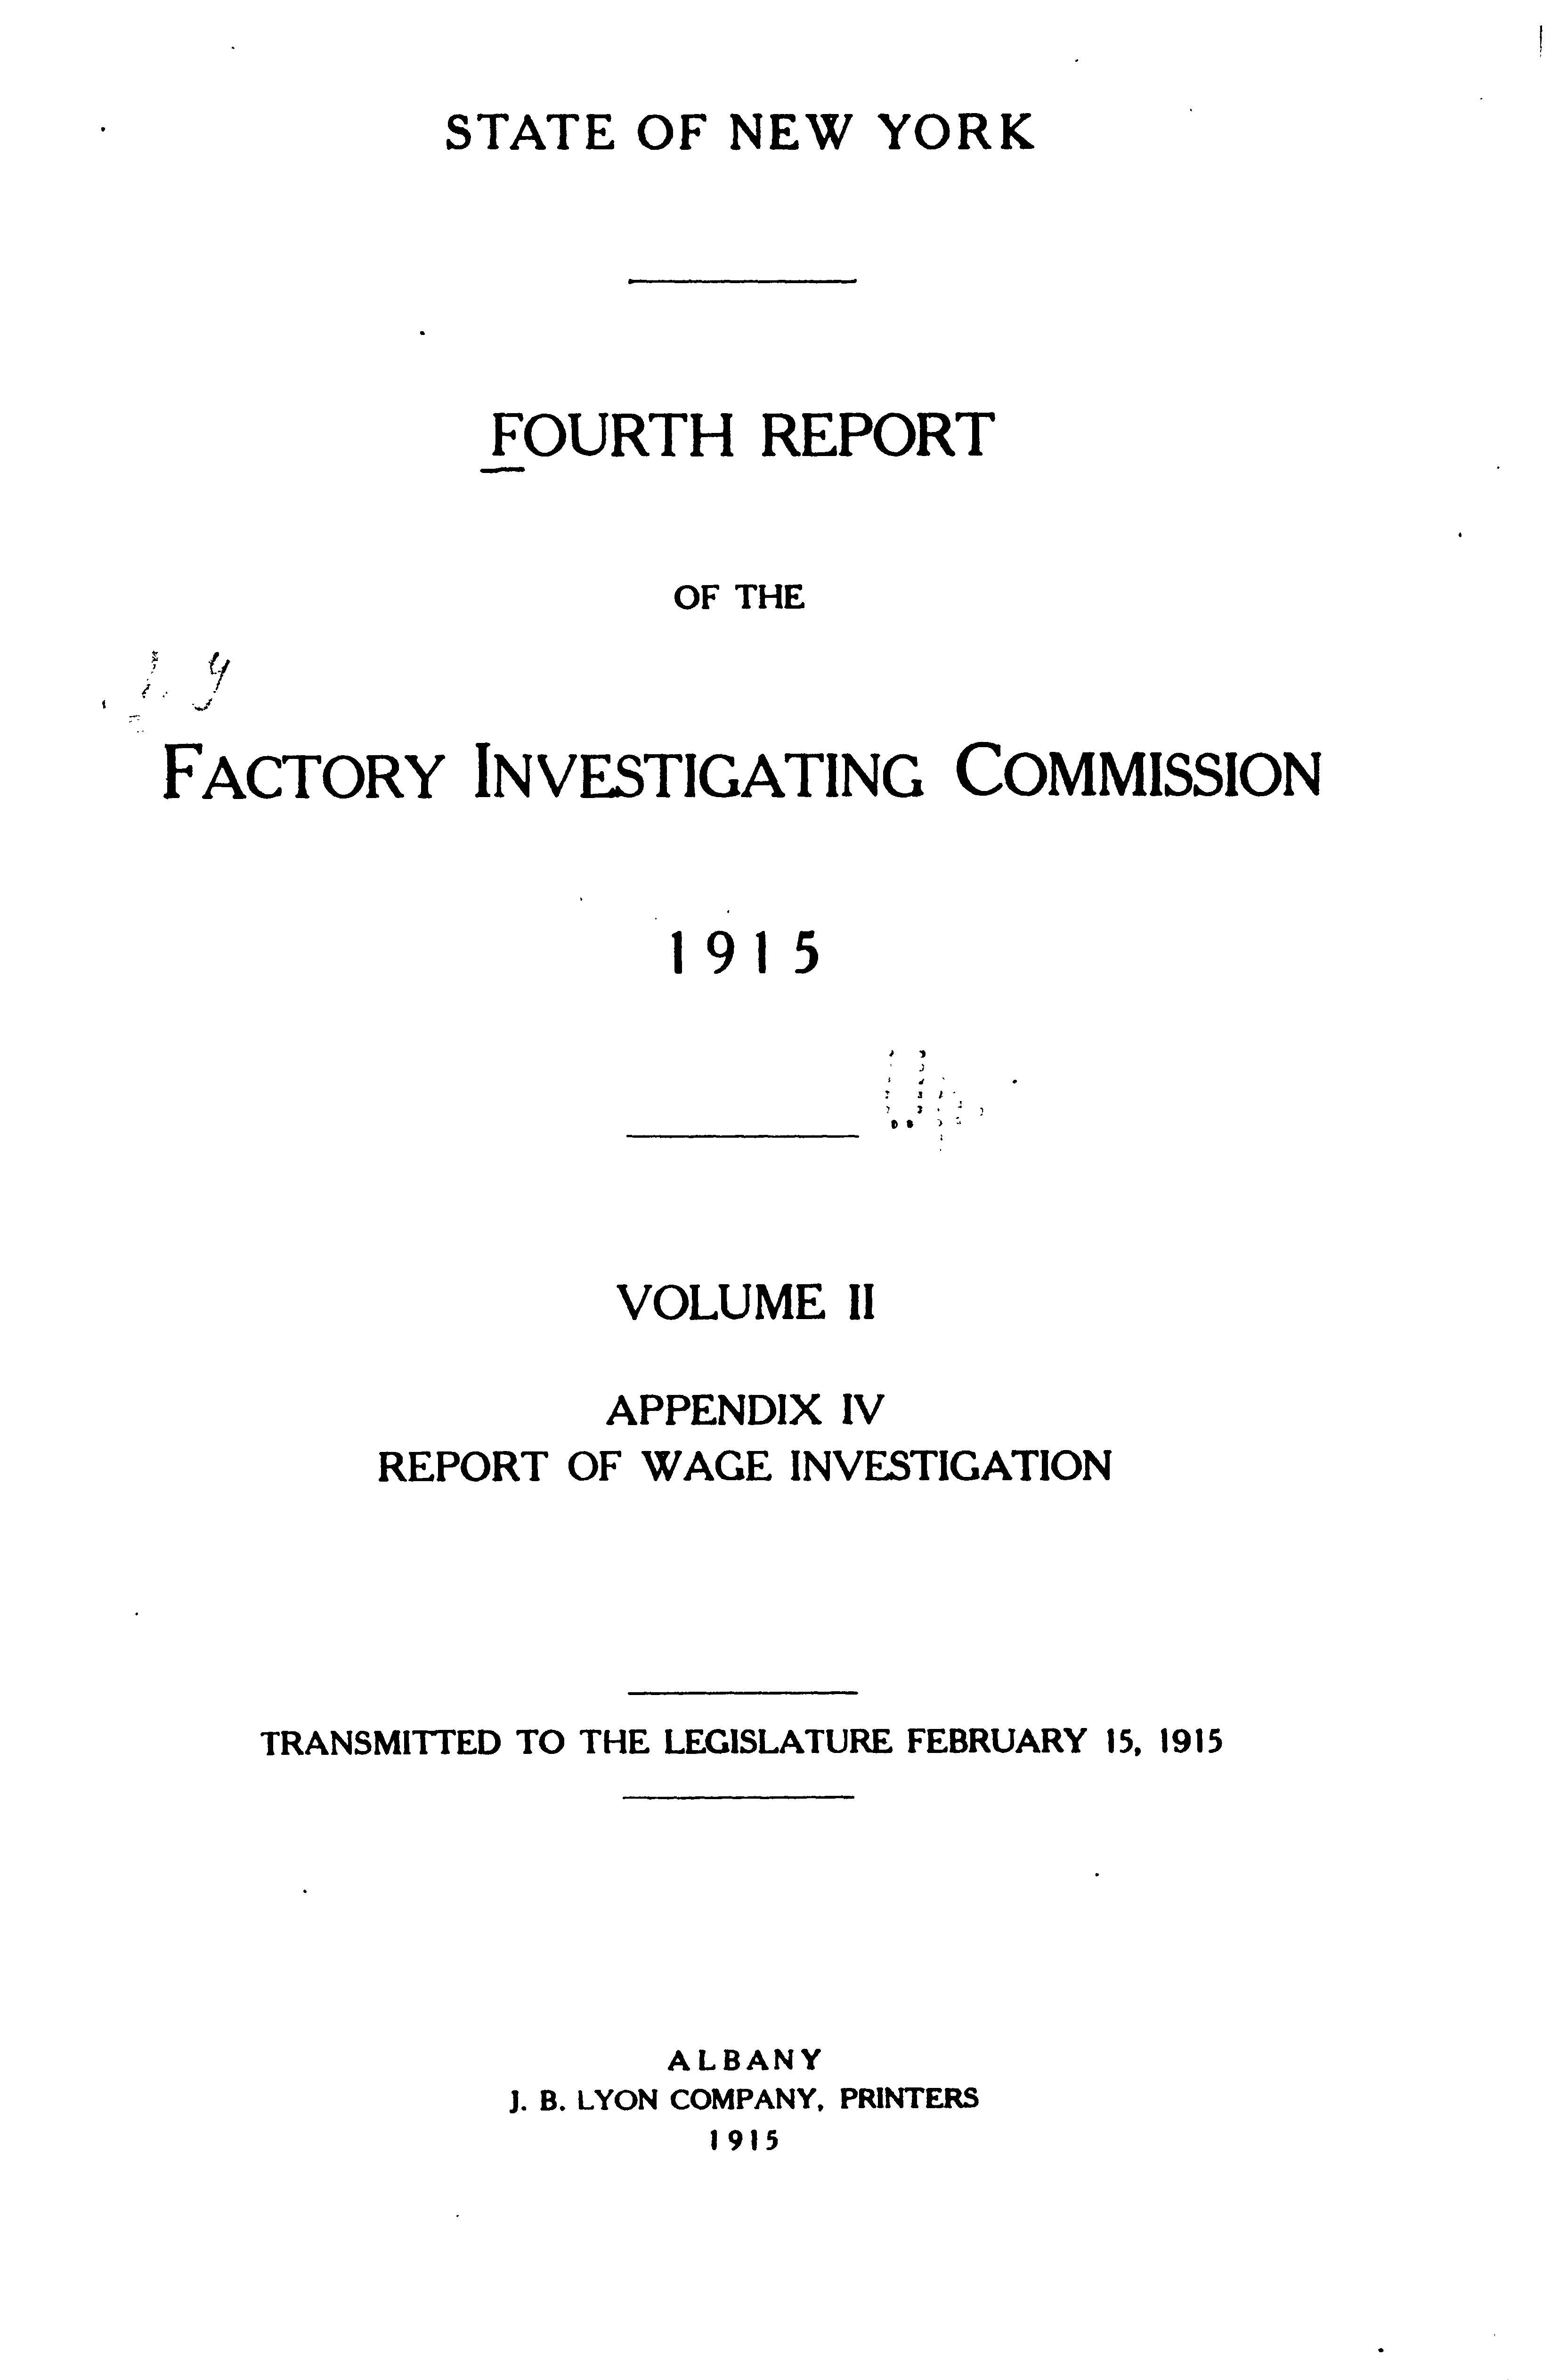 STATE OF NEW YORK
FOURTH REPORT
OF THE
FACTORY INVESTIGATING COMMISSION
1915
VOLUME II
APPENDIX IV
REPORT OF WAGE INVESTIGATION
TRANSMITTED TO THE LEGISLATURE FEBRUARY 15, 1915
ALBANY
J. B. LYON COMPANY, PRINTERS
1915